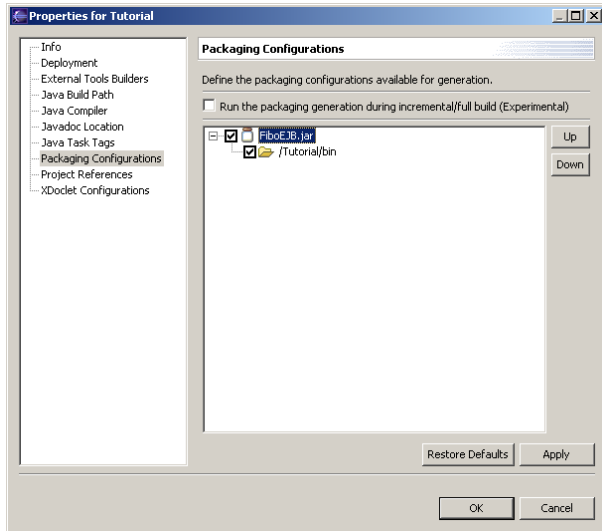 Properties for Tutorial
Info
Deployment
External Tools Builders
Java Build Path
Java Compiler
Javadoc Location
Java Task Tags
Packaging Configurations
Project References
XDoclet Configurations
Packaging Configurations
Define the packaging configurations available for generation.
Run the packaging generation during incremental/full build (Experimental)
FiboEJB.jar
/Tutorial/bin
Up
Down
Restore Defaults
Apply
OK
Cancel